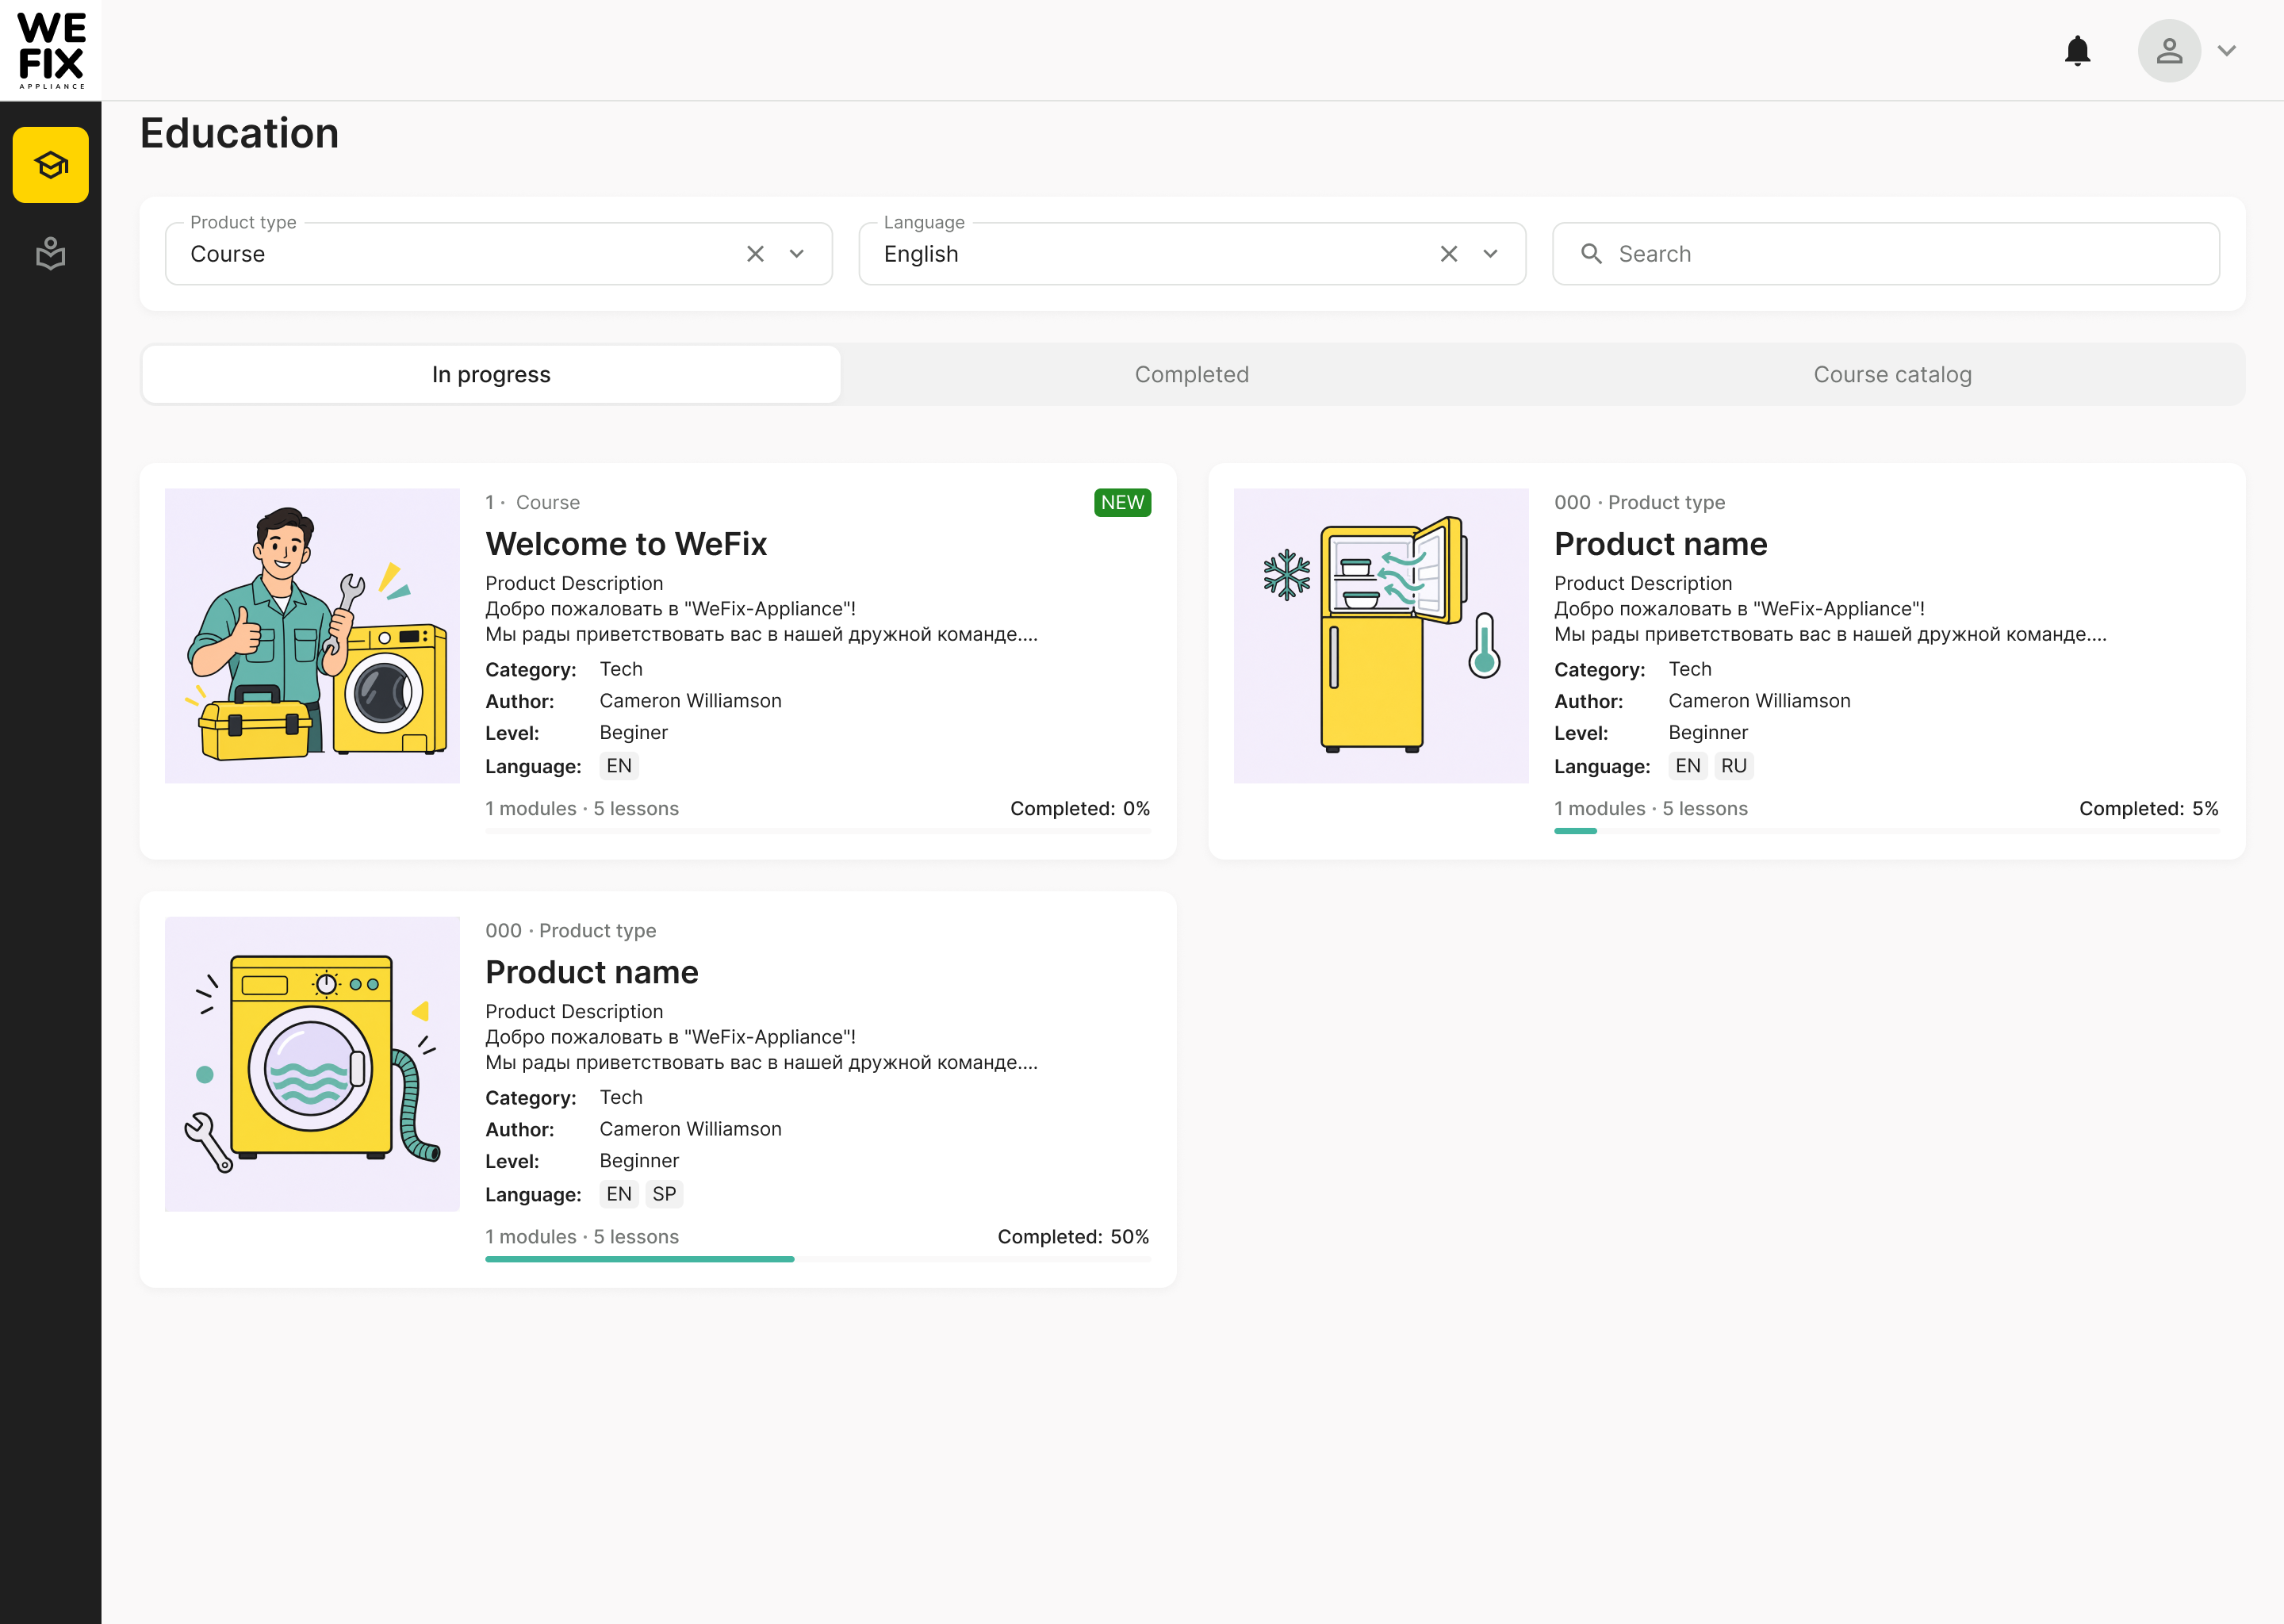 WE
FIX
APPLIANCE
Education
Product type
Course
Language
English
Search
In progress
Completed
Course catalog
1 · Course
NEW
Welcome to WeFix
Product Description
Добро пожаловать в "WeFix-Appliance"!
Мы рады приветствовать вас в нашей дружной команде....
Category: Tech
Author: Cameron Williamson
Level: Beginer
Language: EN
1 modules · 5 lessons
Completed: 0%
000 · Product type
Product name
Product Description
Добро пожаловать в "WeFix-Appliance"!
Мы рады приветствовать вас в нашей дружной команде....
Category: Tech
Author: Cameron Williamson
Level: Beginner
Language: EN RU
1 modules · 5 lessons
Completed: 5%
000 · Product type
Product name
Product Description
Добро пожаловать в "WeFix-Appliance"!
Мы рады приветствовать вас в нашей дружной команде....
Category: Tech
Author: Cameron Williamson
Level: Beginner
Language: EN SP
1 modules · 5 lessons
Completed: 50%